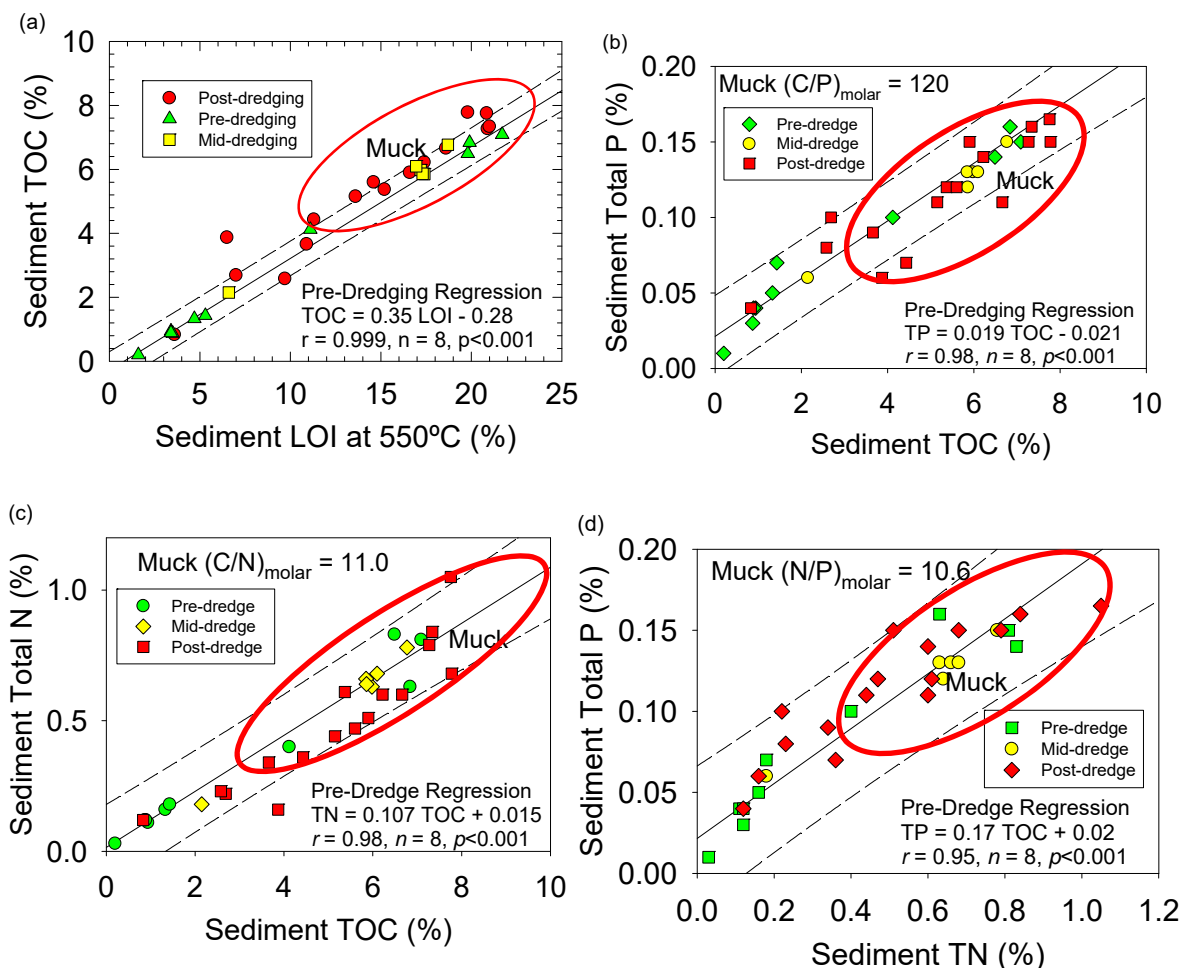 (a)
Sediment TOC (%)
10
8
6
4
2
0
Post-dredging
Pre-dredging
Mid-dredging
Muck
Pre-Dredging Regression
TOC = 0.35 LOI - 0.28
r = 0.999, n = 8, p<0.001
0 5 10 15 20 25
Sediment LOI at 550ºC (%)
(b)
Sediment Total P (%)
0.20
0.15
0.10
0.05
0.00
Muck (C/P)molar = 120
Pre-dredge
Mid-dredge
Post-dredge
Muck
Pre-Dredging Regression
TP = 0.019 TOC - 0.021
r = 0.98, n = 8, p<0.001
0 2 4 6 8 10
Sediment TOC (%)
(c)
Sediment Total N (%)
1.0
0.5
0.0
Muck (C/N)molar = 11.0
Pre-dredge
Mid-dredge
Post-dredge
Muck
Pre-Dredge Regression
TN = 0.107 TOC + 0.015
r = 0.98, n = 8, p<0.001
0 2 4 6 8 10
Sediment TOC (%)
(d)
Sediment Total P (%)
0.20
0.15
0.10
0.05
0.00
Muck (N/P)molar = 10.6
Muck
Pre-dredge
Mid-dredge
Post-dredge
Pre-Dredge Regression
TP = 0.17 TOC + 0.02
r = 0.95, n = 8, p<0.001
0.0 0.2 0.4 0.6 0.8 1.0 1.2
Sediment TN (%)